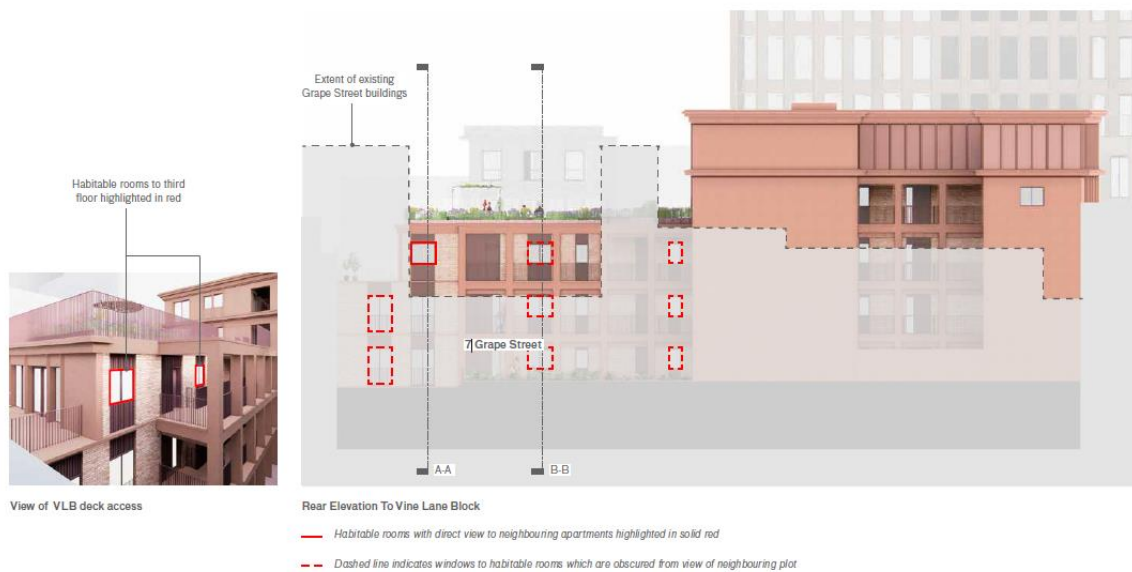 Extent of existing
Grape Street buildings
Habitable rooms to third
floor highlighted in red
7 Grape Street
A-A
B-B
View of VLB deck access
Rear Elevation To Vine Lane Block
Habitable rooms with direct view to neighbouring apartments highlighted in solid red
Dashed line indicates windows to habitable rooms which are obscured from view of neighbouring plot